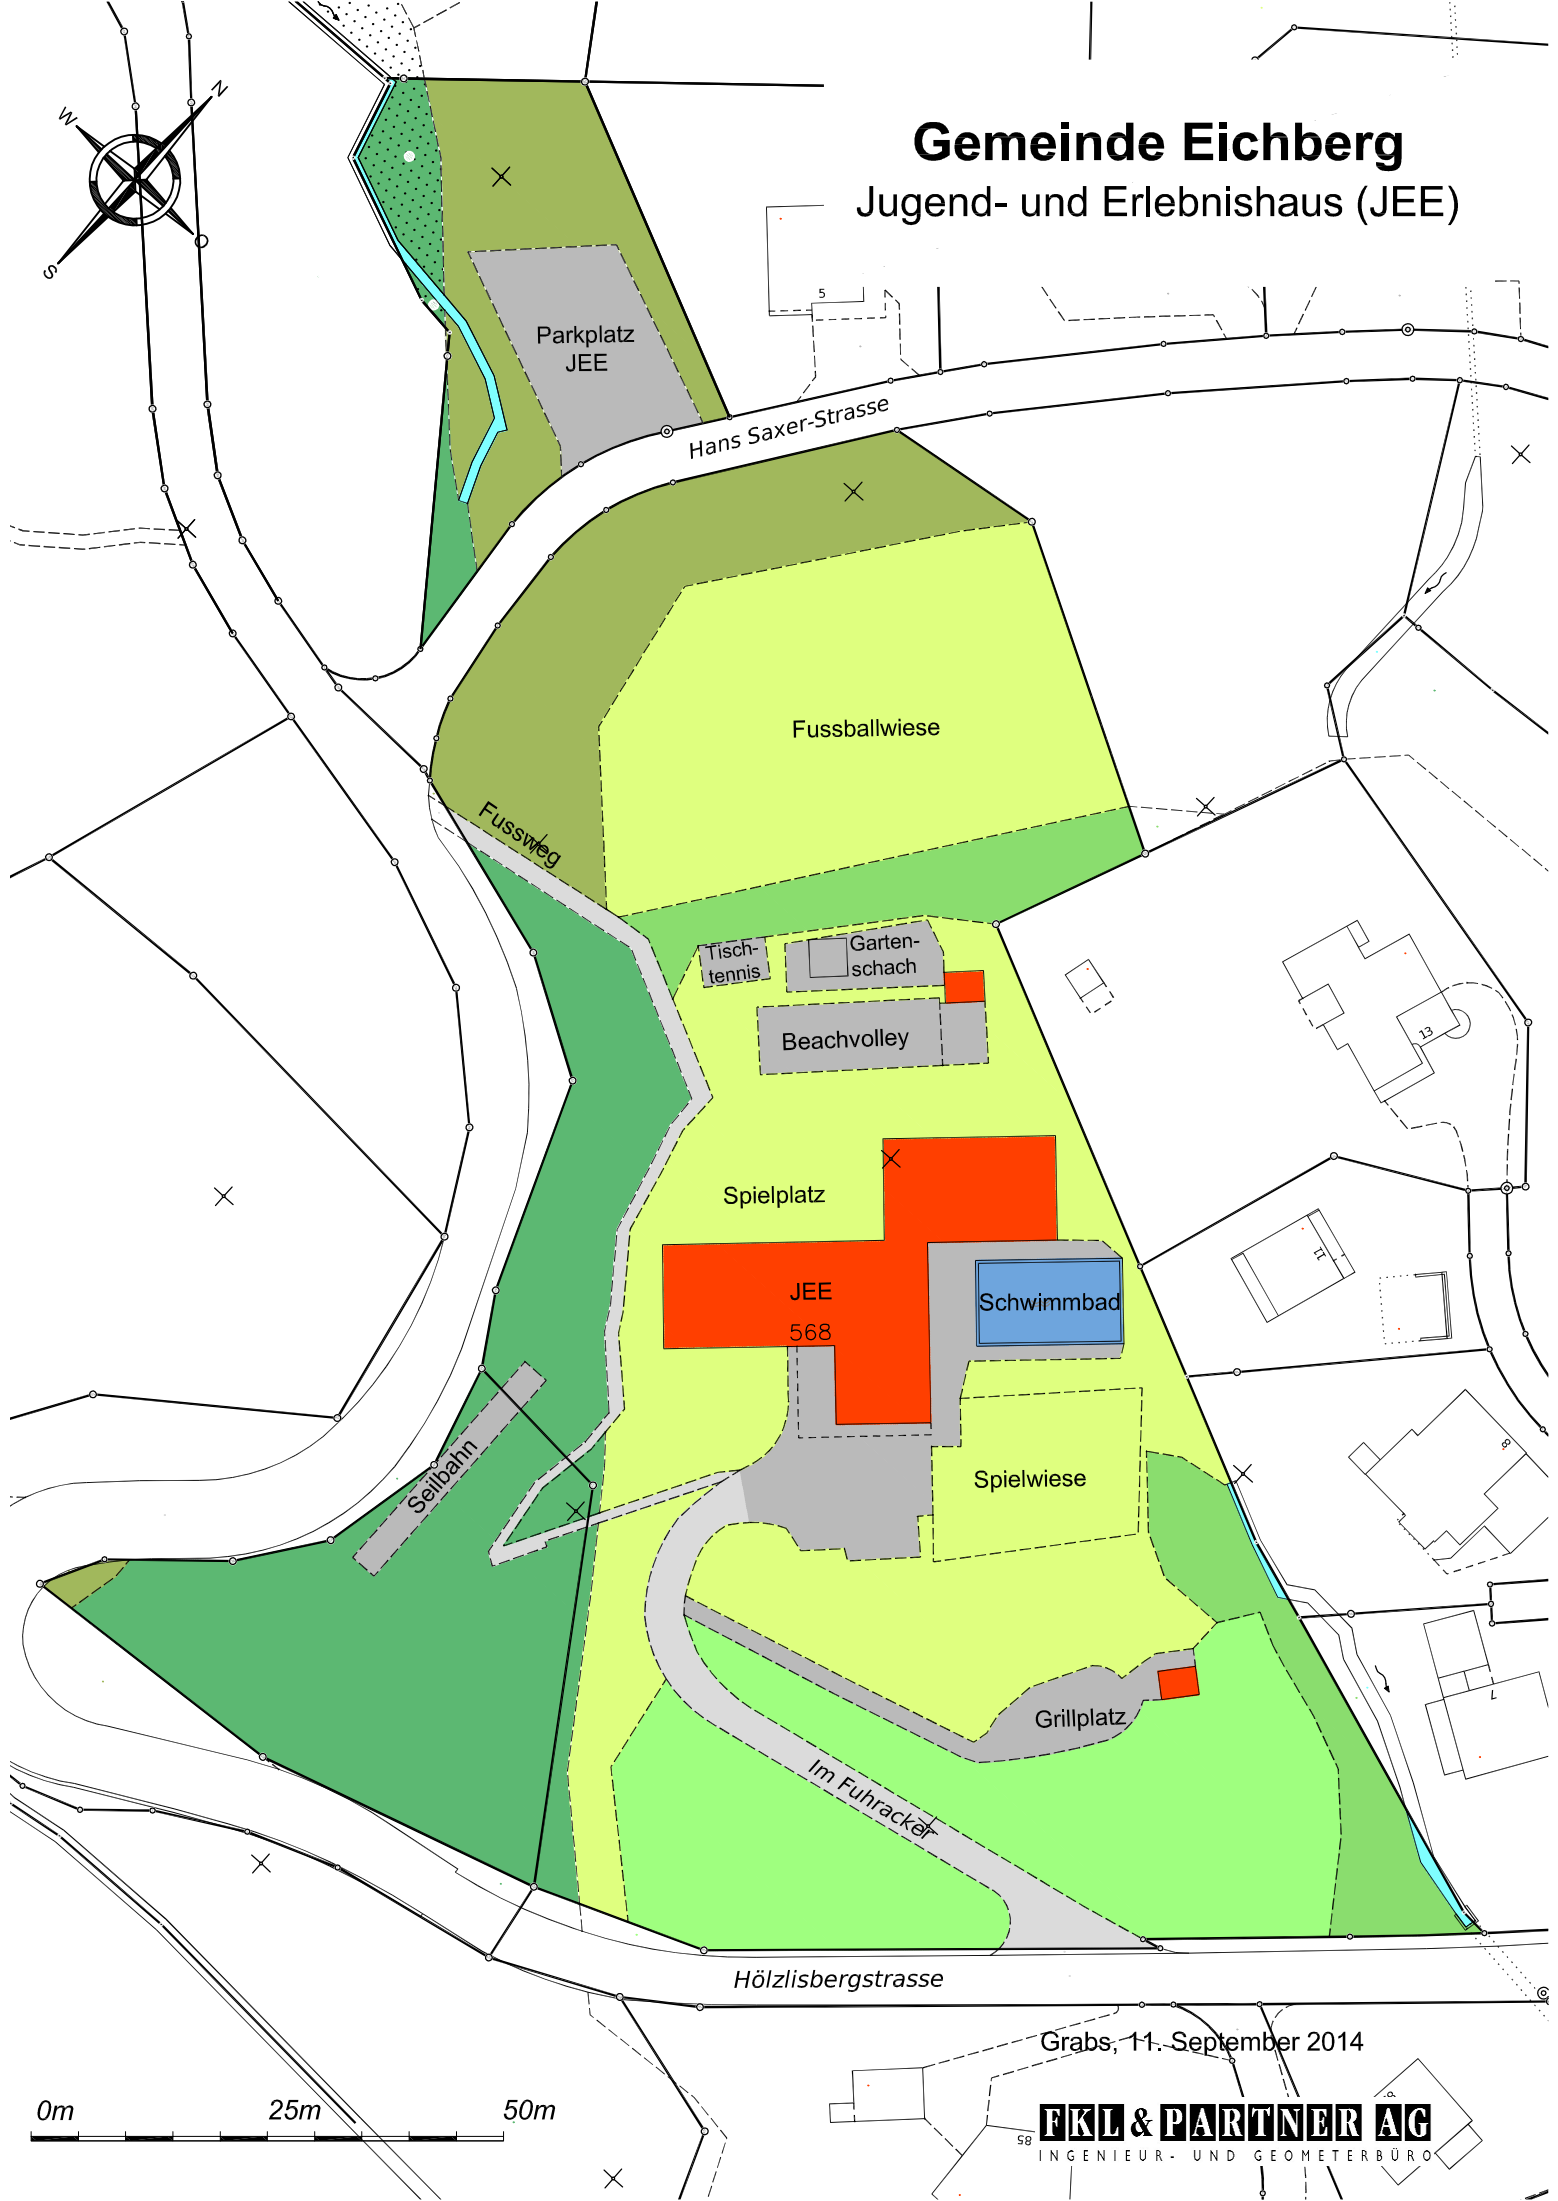 Gemeinde Eichberg
Jugend- und Erlebnishaus (JEE)
N
W
O
S
5
Parkplatz
JEE
Hans Saxer-Strasse
Fussballwiese
Fussweg
Tisch-
tennis
Garten-
schach
Beachvolley
13
Spielplatz
11
JEE
568
Schwimmbad
Seilbahn
Spielwiese
8
7
Grillplatz
Im Fuhracker
Hölzlisbergstrasse
Grabs, 11. September 2014
0m
25m
50m
85
FKL & PARTNER AG
INGENIEUR- UND GEOMETERBÜRO